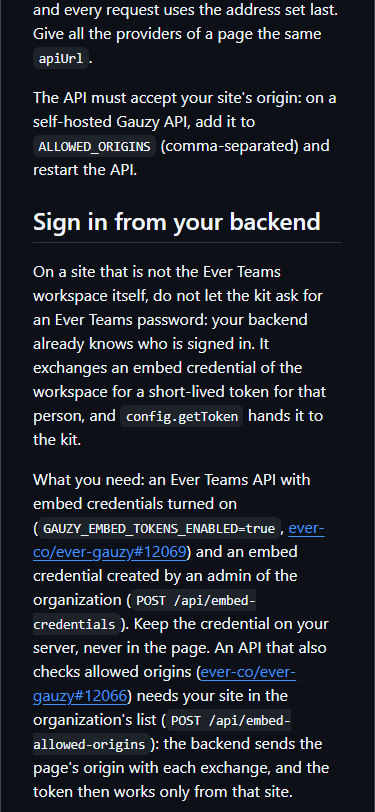 and every request uses the address set last.
Give all the providers of a page the same
apiUrl.
The API must accept your site's origin: on a
self-hosted Gauzy API, add it to
ALLOWED_ORIGINS (comma-separated) and
restart the API.
Sign in from your backend
On a site that is not the Ever Teams
workspace itself, do not let the kit ask for
an Ever Teams password: your backend
already knows who is signed in. It
exchanges an embed credential of the
workspace for a short-lived token for that
person, and config.getToken hands it to
the kit.
What you need: an Ever Teams API with
embed credentials turned on
(GAUZY_EMBED_TOKENS_ENABLED=true, ever-
co/ever-gauzy#12069) and an embed
credential created by an admin of the
organization (POST /api/embed-
credentials). Keep the credential on your
server, never in the page. An API that also
checks allowed origins (ever-co/ever-
gauzy#12066) needs your site in the
organization's list (POST /api/embed-
allowed-origins): the backend sends the
page's origin with each exchange, and the
token then works only from that site.